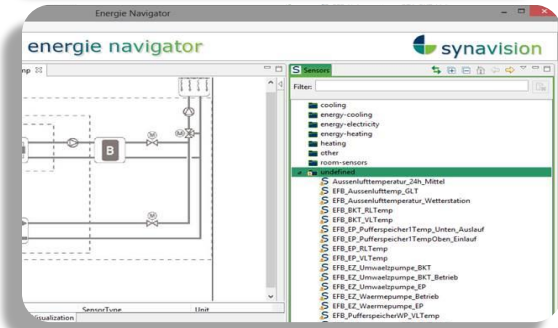 Energie Navigator
energie navigator
synavision
mp
Sensors
Filter:
cooling
energy-cooling
energy-electricity
energy-heating
heating
other
room-sensors
undefined
Aussenlufttemperatur_24h_Mittel
EFB_Aussenlufttemp_GLT
EFB_Aussenlufttemperatur_Wetterstation
EFB_BKT_RLTemp
EFB_BKT_VLTemp
EFB_EP_Pufferspeicher1Temp_Unten_Auslauf
EFB_EP_Pufferspeicher1TempOben_Einlauf
EFB_EP_RLTemp
EFB_EP_VLTemp
EFB_EZ_Umwaelzpumpe_BKT
EFB_EZ_Umwaelzpumpe_BKT_Betrieb
EFB_EZ_Umwaelzpumpe_EP
EFB_EZ_Waermepumpe_Betrieb
EFB_EZ_Waermepumpe_EP
EFB_PufferspeicherWP_VLTemp
B
M
M
M
SensorType Unit
Visualization